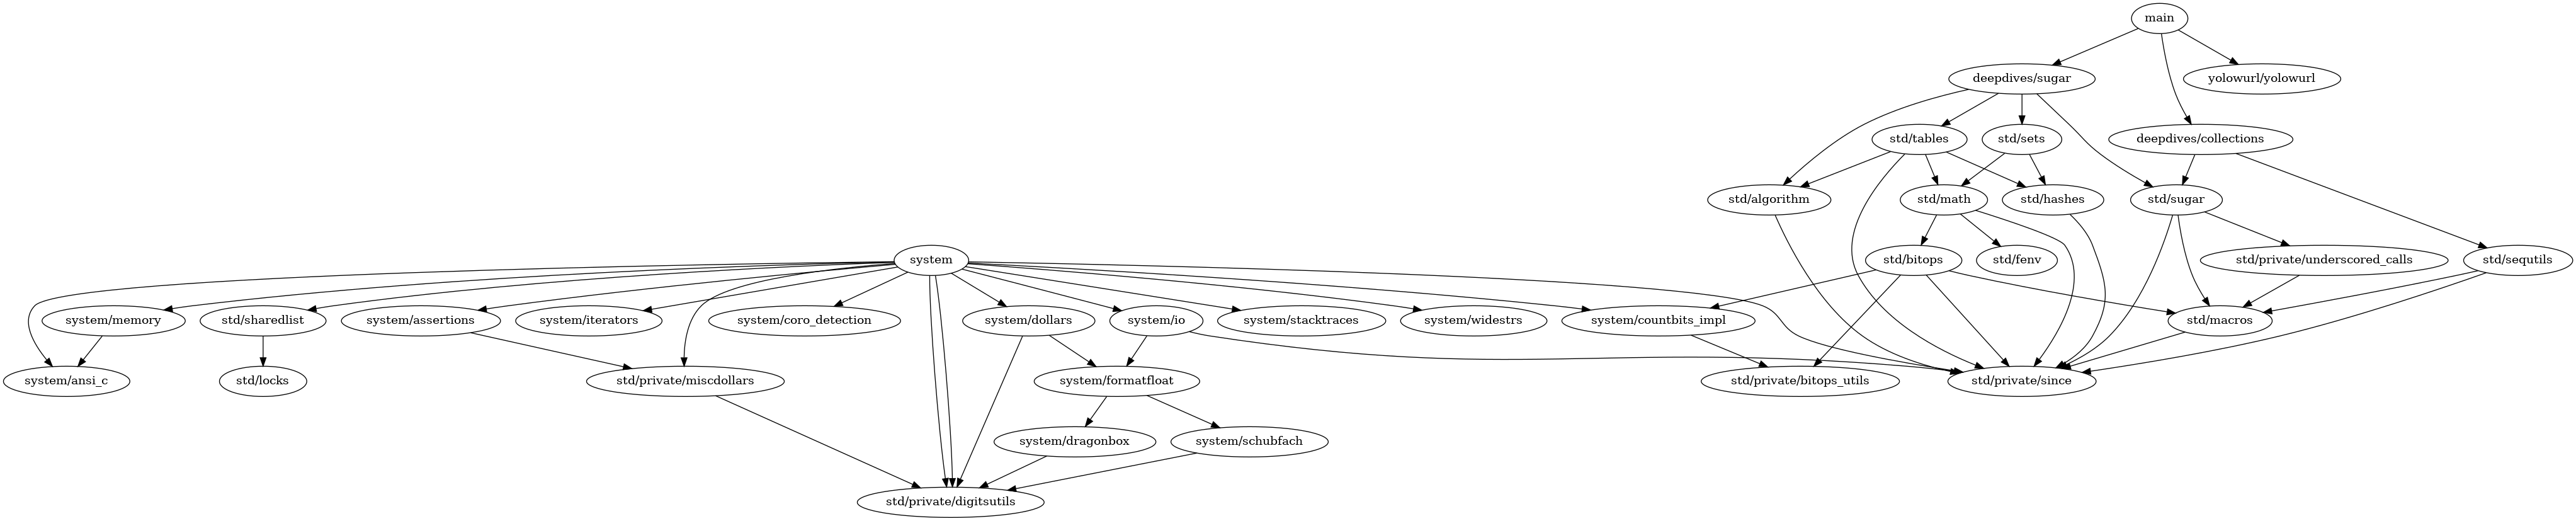 main
deepdives/sugar
yolowurl/yolowurl
std/tables
std/sets
deepdives/collections
std/algorithm
std/math
std/hashes
std/sugar
system
std/bitops
std/fenv
std/private/underscored_calls
std/sequtils
system/memory
std/sharedlist
system/assertions
system/iterators
system/coro_detection
system/dollars
system/io
system/stacktraces
system/widestrs
system/countbits_impl
std/macros
system/ansi_c
std/locks
std/private/miscdollars
system/formatfloat
std/private/bitops_utils
std/private/since
system/dragonbox
system/schubfach
std/private/digitsutils